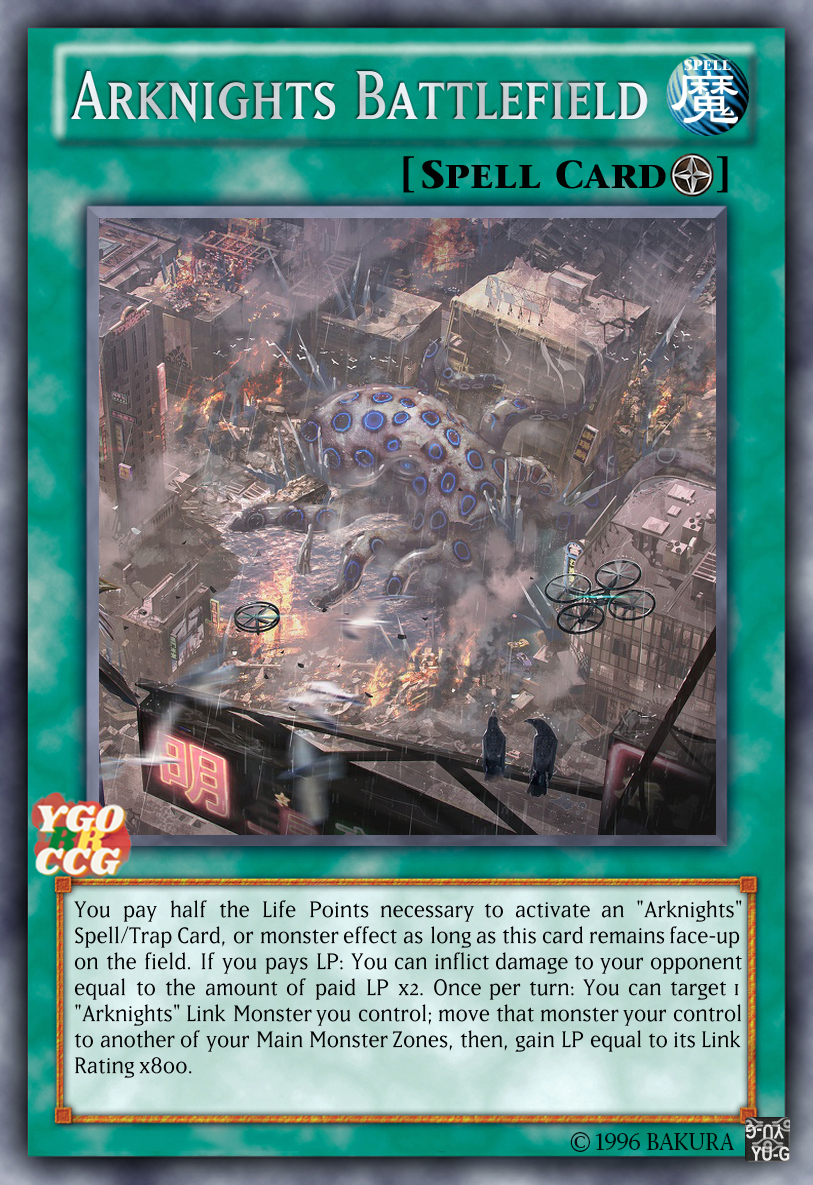 ARKNIGHTS BATTLEFIELD
SPELL
魔
[SPELL CARD]
明
YGO
BR
CCG
You pay half the Life Points necessary to activate an "Arknights"
Spell/Trap Card, or monster effect as long as this card remains face-up
on the field. If you pays LP: You can inflict damage to your opponent
equal to the amount of paid LP x2. Once per turn: You can target 1
"Arknights" Link Monster you control; move that monster your control
to another of your Main Monster Zones, then, gain LP equal to its Link
Rating x800.
© 1996 BAKURA
YU-G
YU-G